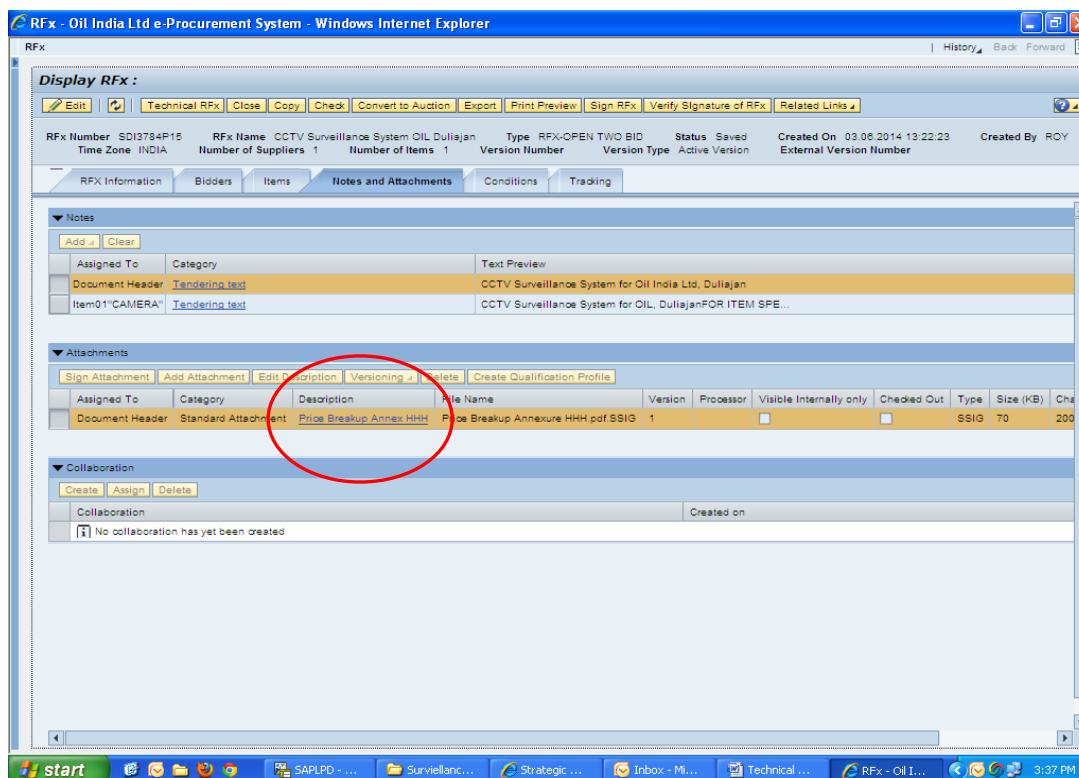 RFx - Oil India Ltd e-Procurement System - Windows Internet Explorer
RFx | History Back Forward
Display RFx :
Edit | | Technical RFx Close Copy Check Convert to Auction Export Print Preview Sign RFx Verify Signature of RFx Related Links
RFx Number SDI3784P15 RFx Name CCTV Surveillance System OIL Duliajan Type RFX-OPEN TWO BID Status Saved Created On 03.06.2014 13:22:23 Created By ROY
Time Zone INDIA Number of Suppliers 1 Number of Items 1 Version Number Version Type Active Version External Version Number
RFX Information Bidders Items Notes and Attachments Conditions Tracking
Notes
Add Clear
Assigned To Category Text Preview
Document Header Tendering text CCTV Surveillance System for Oil India Ltd, Duliajan
Item01"CAMERA" Tendering text CCTV Surveillance System for OIL, DuliajanFOR ITEM SPE...
Attachments
Sign Attachment Add Attachment Edit Description Versioning Delete Create Qualification Profile
Assigned To Category Description File Name Version Processor Visible Internally only Checked Out Type Size (KB) Cha
Document Header Standard Attachment Price Breakup Annex HHH Price Breakup Annexure HHH.pdf.SSIG 1 SSIG 70 200
Collaboration
Create Assign Delete
Collaboration Created on
No collaboration has yet been created
start SAPLPD - ... Surviellanc... Strategic ... Inbox - Mi... Technical ... RFx - Oil I... 3:37 PM